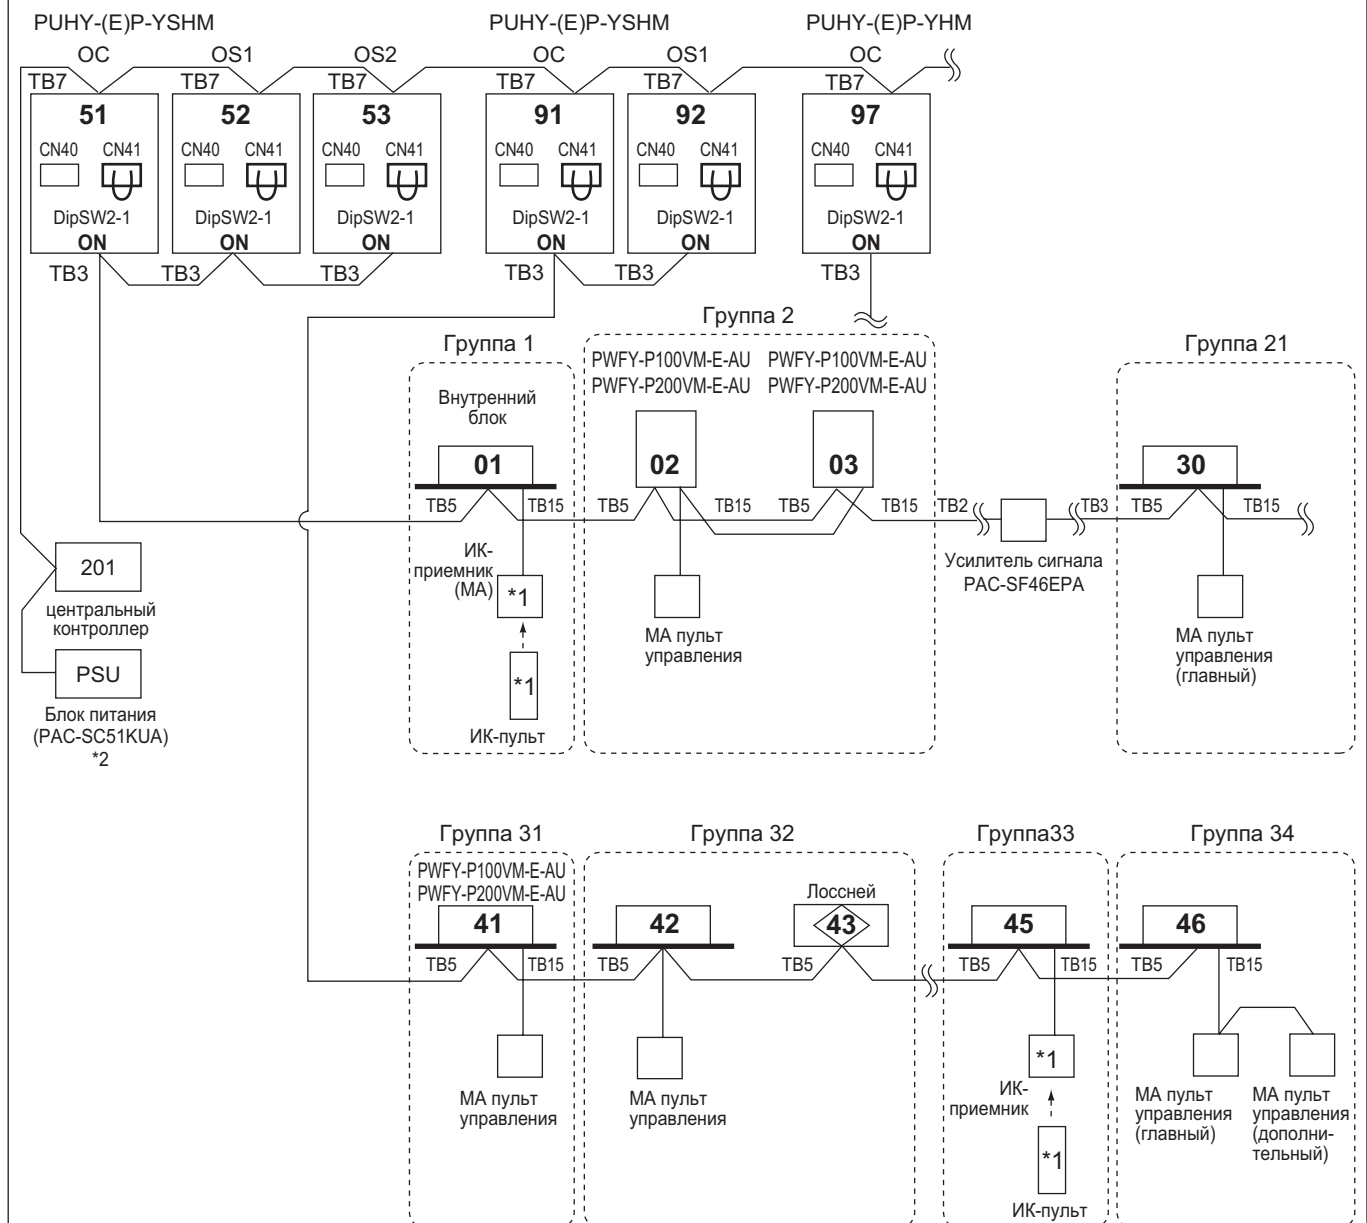 PUHY-(E)P-YSHM PUHY-(E)P-YSHM PUHY-(E)P-YHM
OC OS1 OS2 OC OS1 OC
TB7 TB7 TB7 TB7 TB7 TB7
51 52 53 91 92 97
CN40 CN41 CN40 CN41 CN40 CN41 CN40 CN41 CN40 CN41 CN40 CN41
DipSW2-1 DipSW2-1 DipSW2-1 DipSW2-1 DipSW2-1 DipSW2-1
ON ON ON ON ON ON
TB3 TB3 TB3 TB3 TB3 TB3
Группа 1
Внутренний
блок
01
TB5 TB15
ИК-
приемник
(MA)
*1
*1
ИК-пульт
Группа 2
PWFY-P100VM-E-AU PWFY-P100VM-E-AU
PWFY-P200VM-E-AU PWFY-P200VM-E-AU
02 03
TB5 TB15 TB5 TB15
МА пульт
управления
TB2 TB3
Усилитель сигнала
PAC-SF46EPA
Группа 21
30
TB5 TB15
МА пульт
управления
(главный)
201
центральный
контроллер
PSU
Блок питания
(PAC-SC51KUA)
*2
Группа 31
PWFY-P100VM-E-AU
PWFY-P200VM-E-AU
41
TB5 TB15
МА пульт
управления
Группа 32
Лоссней
42 43
TB5 TB5
МА пульт
управления
Группа33
45
TB5 TB15
*1
ИК-
приемник
*1
ИК-пульт
Группа 34
46
TB5 TB15
МА пульт
управления
(главный)
МА пульт
управления
(дополни-
тельный)